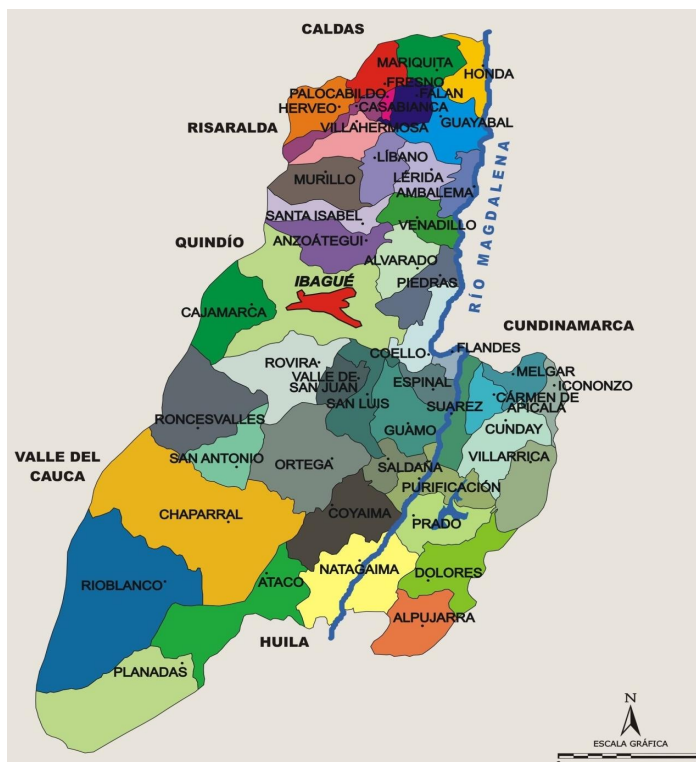 CALDAS
MARIQUITA
HONDA
FRESNO
PALOCABILDO
FALAN
HERVEO
CASABIANCA
RISARALDA
VILLAHERMOSA
GUAYABAL
LÍBANO
MURILLO
LÉRIDA
AMBALEMA
RÍO MAGDALENA
SANTA ISABEL
VENADILLO
QUINDÍO
ANZOÁTEGUI
ALVARADO
IBAGUÉ
PIEDRAS
CAJAMARCA
CUNDINAMARCA
COELLO
FLANDES
ROVIRA
VALLE DE
SAN JUAN
MELGAR
ESPINAL
ICONONZO
SAN LUIS
CÁRMEN DE
APICALÁ
SUAREZ
RONCESVALLES
GUAMO
CUNDAY
VALLE DEL
CAUCA
SAN ANTONIO
ORTEGA
SALDAÑA
VILLARRICA
PURIFICACIÓN
CHAPARRAL
COYAIMA
PRADO
RIOBLANCO
ATACO
NATAGAIMA
DOLORES
ALPUJARRA
HUILA
PLANADAS
N
ESCALA GRÁFICA